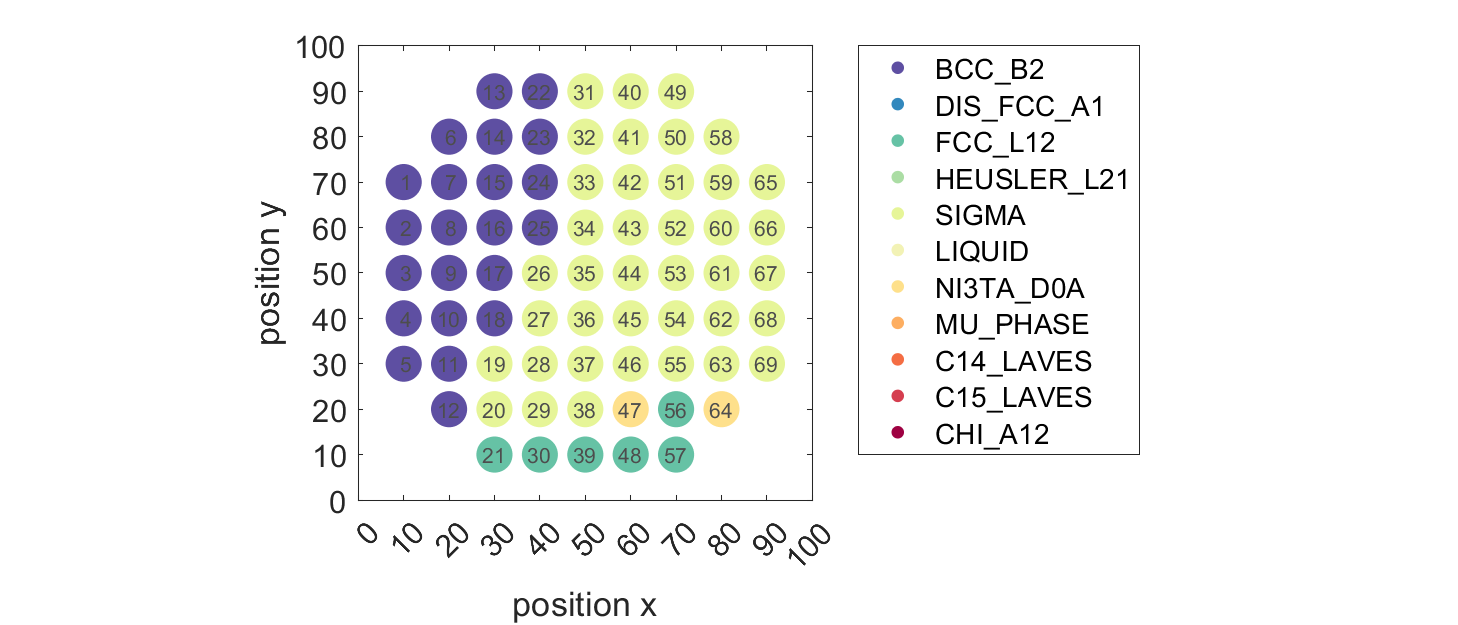 100
90
80
70
60
50
40
30
20
10
0
position y
13 22 31 40 49
6 14 23 32 41 50 58
1 7 15 24 33 42 51 59 65
2 8 16 25 34 43 52 60 66
3 9 17 26 35 44 53 61 67
4 10 18 27 36 45 54 62 68
5 11 19 28 37 46 55 63 69
12 20 29 38 47 56 64
21 30 39 48 57
0 10 20 30 40 50 60 70 80 90 100
position x
BCC_B2
DIS_FCC_A1
FCC_L12
HEUSLER_L21
SIGMA
LIQUID
NI3TA_D0A
MU_PHASE
C14_LAVES
C15_LAVES
CHI_A12